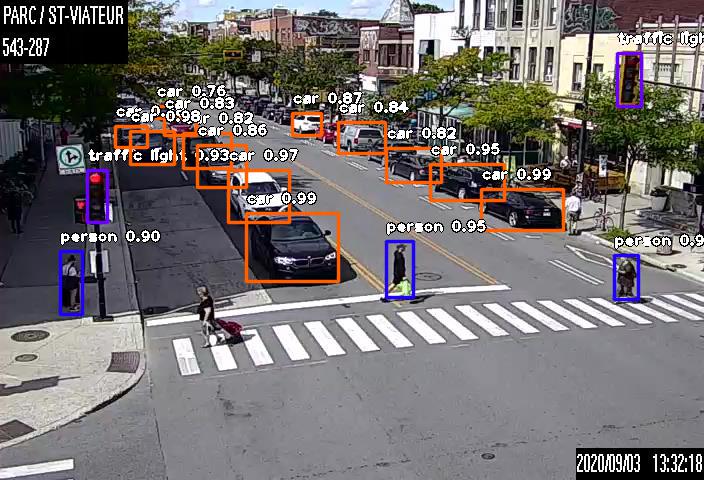 PARC / ST-VIATEUR
543-287
traffic ligh
car 0.76
car 0.87
car 0.83
car 0.84
car 0.98
0.82
car 0.86
car 0.82
car 0.95
traffic light 0.93
car 0.97
car 0.99
car 0.99
person 0.95
person 0.90
person 0.9
2020/09/03 13:32:18